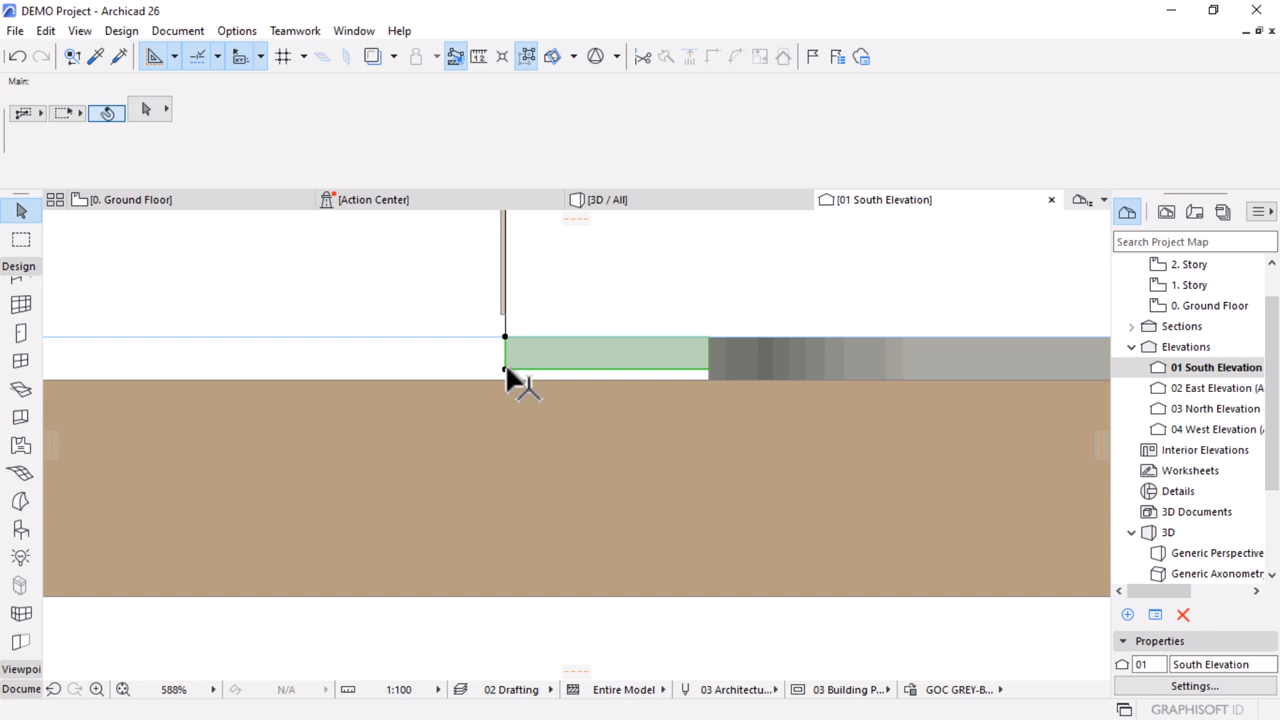 DEMO Project - Archicad 26
File Edit View Design Document Options Teamwork Window Help
Main:
[0. Ground Floor] [Action Center] [3D / All] [01 South Elevation]
Search Project Map
Design
2. Story
1. Story
0. Ground Floor
Sections
Elevations
01 South Elevation
02 East Elevation (A
03 North Elevation
04 West Elevation (
Interior Elevations
Worksheets
Details
3D Documents
3D
Generic Perspective
Generic Axonometr
Properties
01 South Elevation
Settings...
Viewpoi
Docume 588% N/A 1:100 02 Drafting Entire Model 03 Architectu... 03 Building P... GOC GREY-B...
GRAPHISOFT ID